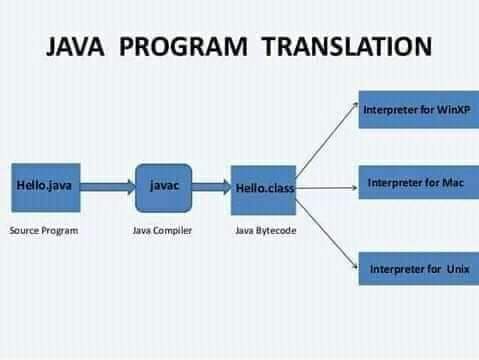 JAVA PROGRAM TRANSLATION
Interpreter for WinXP
Hello.java
javac
Hello.class
Interpreter for Mac
Source Program
Java Compiler
Java Bytecode
Interpreter for Unix